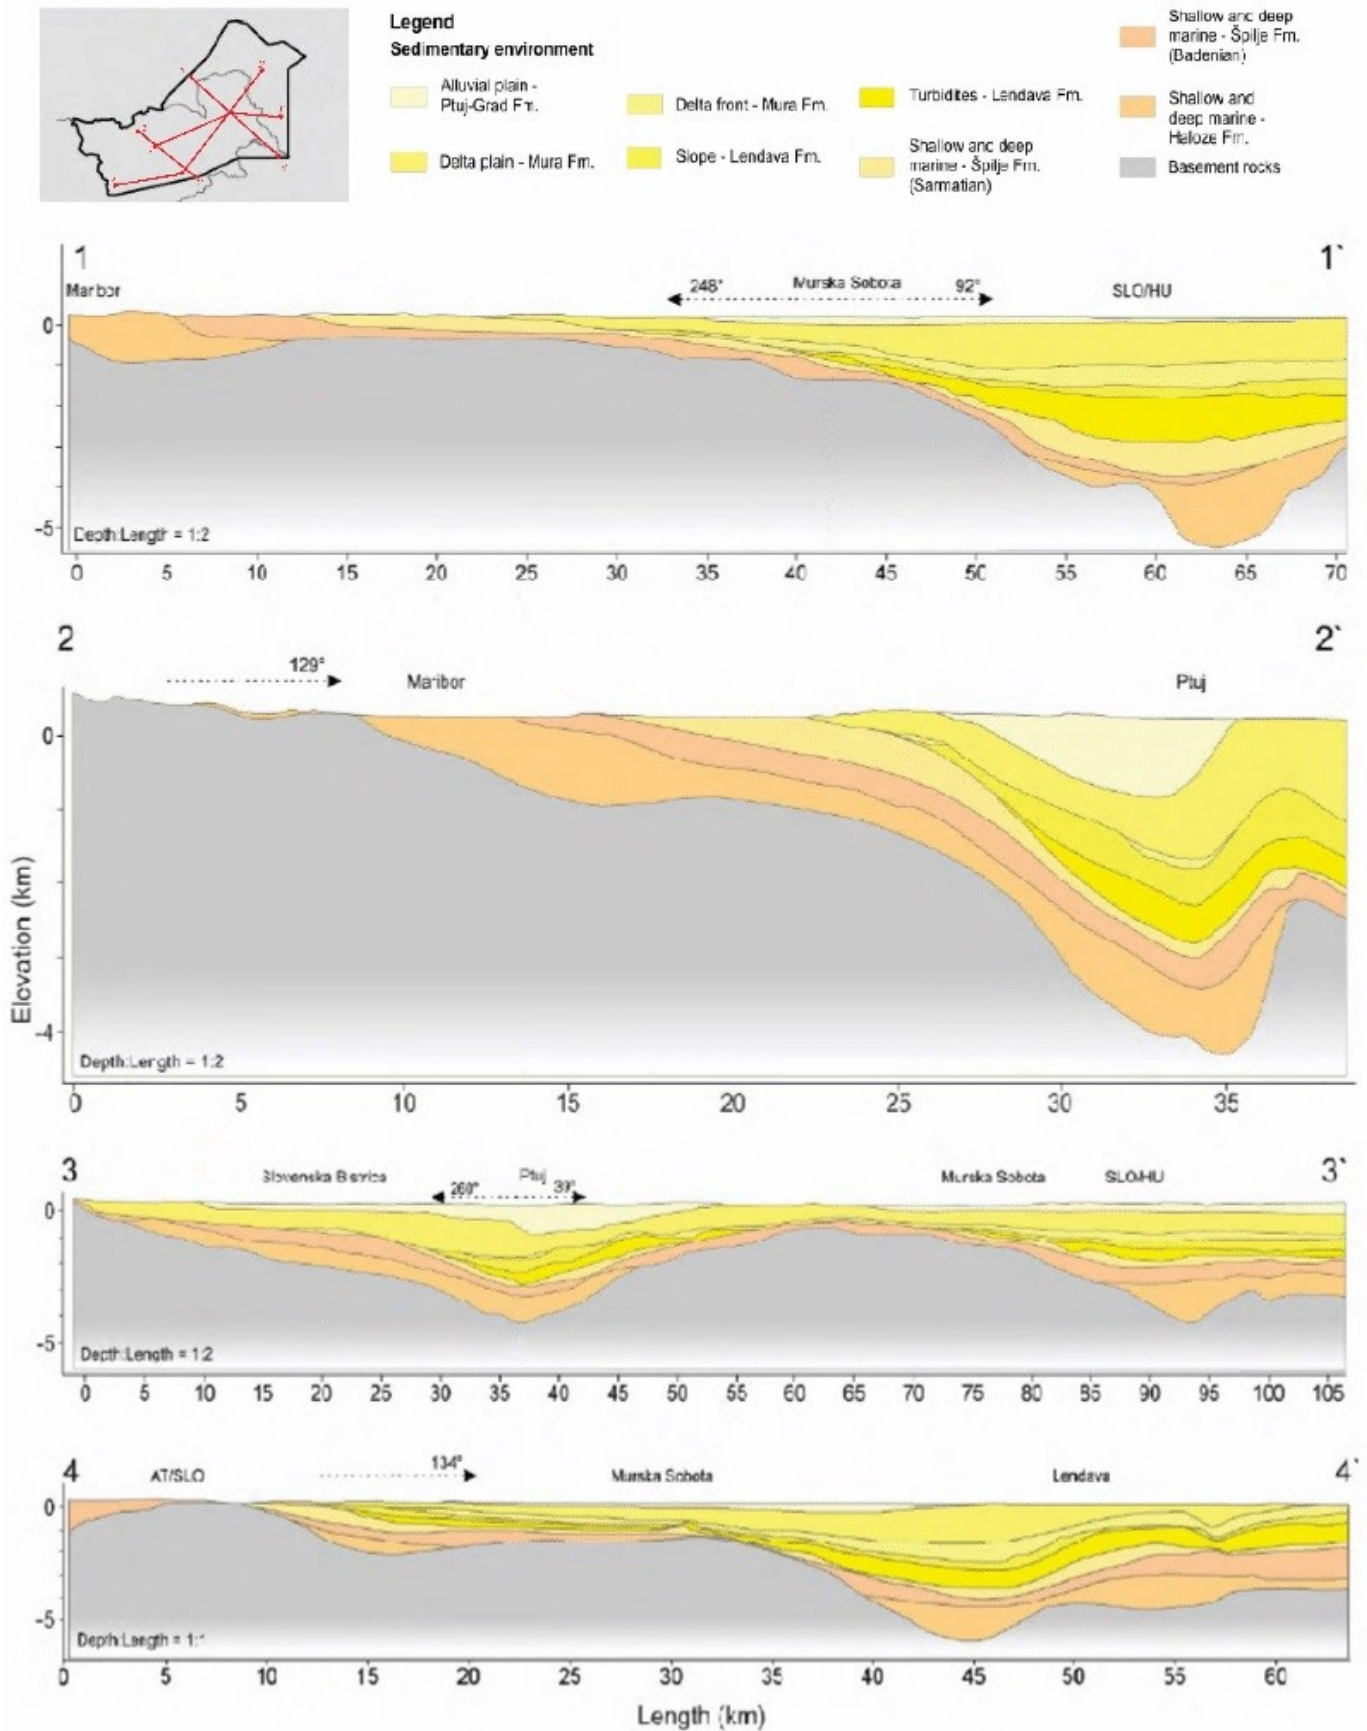 Legend
Sedimentary environment
Alluvial plain -
Ptuj-Grad Fm.
Delta plain - Mura Fm.
Delta front - Mura Fm.
Slope - Lendava Fm.
Turbidites - Lendava Fm.
Shallow and deep
marine - Špilje Fm.
(Sarmatian)
Shallow and deep
marine - Špilje Fm.
(Badenian)
Shallow and
deep marine -
Haloze Fm.
Basement rocks
1
1`
Maribor
248°
Murska Sobota
92°
SLO/HU
0
-5
Depth:Length = 1:2
0 5 10 15 20 25 30 35 40 45 50 55 60 65 70
2
2`
129°
Maribor
Ptuj
0
-4
Elevation (km)
Depth:Length = 1:2
0 5 10 15 20 25 30 35
3
3`
Slovenska Bistrica
260°
Ptuj
39°
Murska Sobota
SLO/HU
0
-5
Depth:Length = 1:2
0 5 10 15 20 25 30 35 40 45 50 55 60 65 70 75 80 85 90 95 100 105
4
4`
AT/SLO
134°
Murska Sobota
Lendava
0
-5
Depth:Length = 1:
0 5 10 15 20 25 30 35 40 45 50 55 60
Length (km)